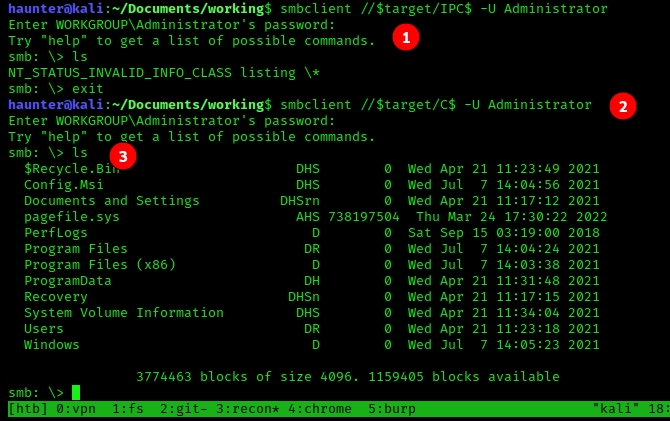 haunter@kali:~/Documents/working$ smbclient //$target/IPC$ -U Administrator
Enter WORKGROUP\Administrator's password:
Try "help" to get a list of possible commands.
1
smb: \> ls
NT_STATUS_INVALID_INFO_CLASS listing \*
smb: \> exit
haunter@kali:~/Documents/working$ smbclient //$target/C$ -U Administrator
2
Enter WORKGROUP\Administrator's password:
Try "help" to get a list of possible commands.
smb: \> ls
3
$Recycle.Bin DHS 0 Wed Apr 21 11:23:49 2021
Config.Msi DHS 0 Wed Jul 7 14:04:56 2021
Documents and Settings DHSrn 0 Wed Apr 21 11:17:12 2021
pagefile.sys AHS 738197504 Thu Mar 24 17:30:22 2022
PerfLogs D 0 Sat Sep 15 03:19:00 2018
Program Files DR 0 Wed Jul 7 14:04:24 2021
Program Files (x86) D 0 Wed Jul 7 14:03:38 2021
ProgramData DH 0 Wed Apr 21 11:31:48 2021
Recovery DHSn 0 Wed Apr 21 11:17:15 2021
System Volume Information DHS 0 Wed Apr 21 11:34:04 2021
Users DR 0 Wed Apr 21 11:23:18 2021
Windows D 0 Wed Jul 7 14:05:23 2021
3774463 blocks of size 4096. 1159405 blocks available
smb: \>
[htb] 0:vpn 1:fs 2:git- 3:recon* 4:chrome 5:burp "kali" 18: